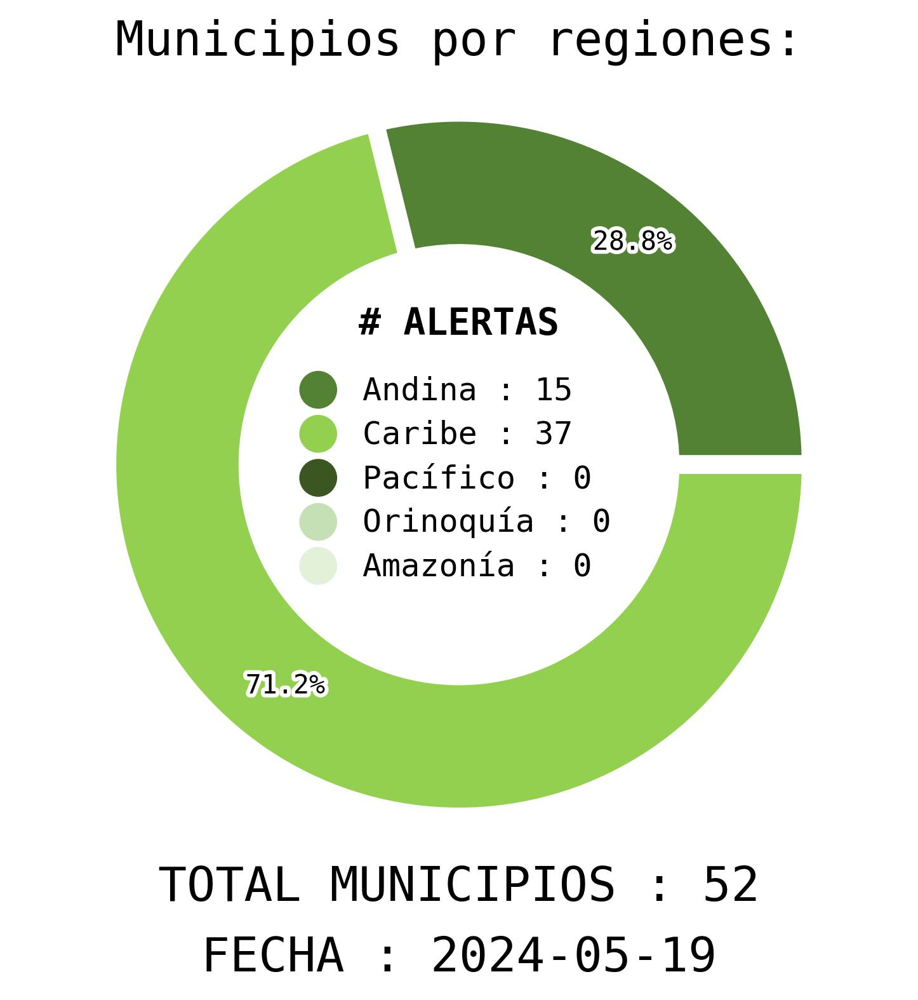 Municipios por regiones:
28.8%
# ALERTAS
Andina : 15
Caribe : 37
Pacífico : 0
Orinoquía : 0
Amazonía : 0
71.2%
TOTAL MUNICIPIOS : 52
FECHA : 2024-05-19